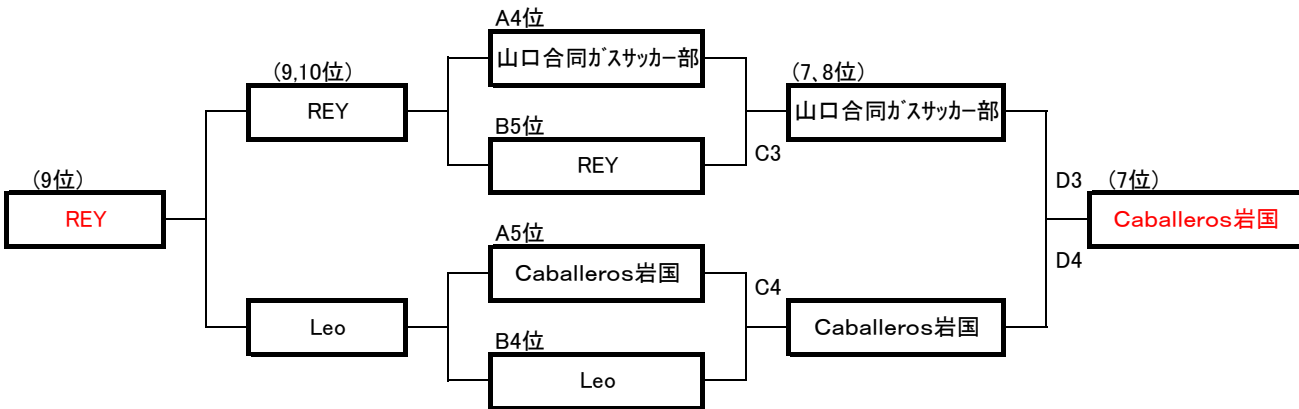 A4位
山口合同ｶﾞｽｻｯｶｰ部
(9,10位)
(7、8位)
REY
山口合同ｶﾞｽｻｯｶｰ部
B5位
C3
REY
(9位)
D3
(7位)
REY
Caballeros岩国
A5位
D4
Caballeros岩国
C4
Leo
Caballeros岩国
B4位
Leo